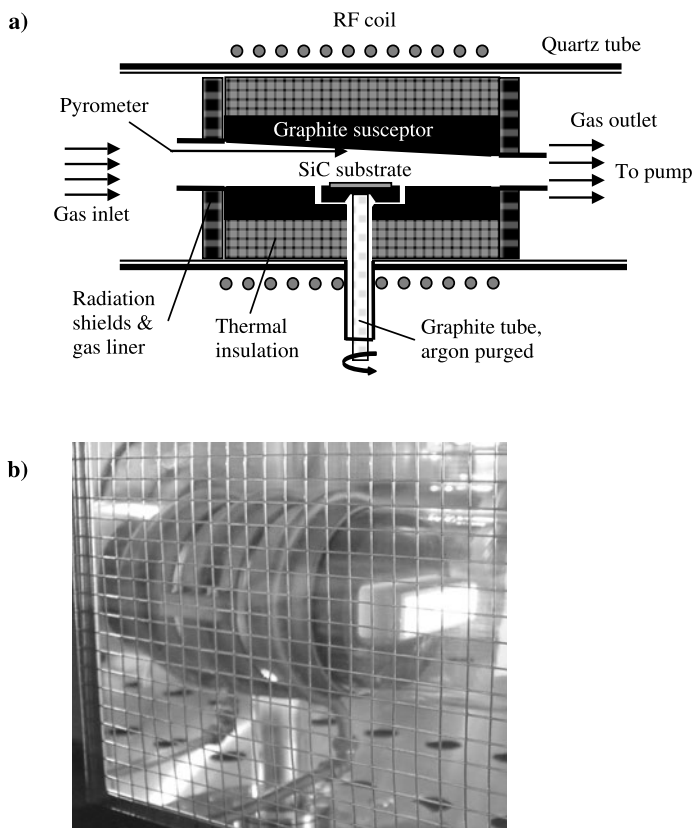 a)
RF coil
Quartz tube
Pyrometer
Graphite susceptor
Gas outlet
SiC substrate
To pump
Gas inlet
Radiation
shields &
gas liner
Thermal
insulation
Graphite tube,
argon purged
b)